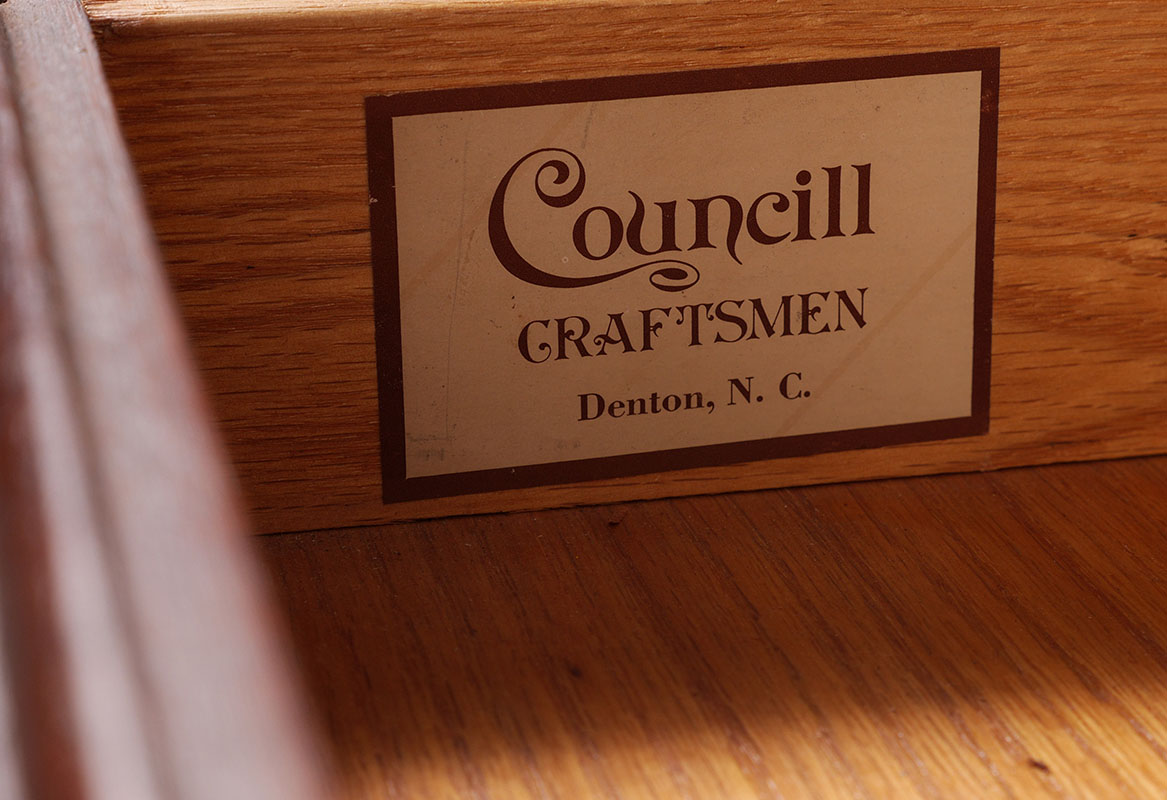 Councill
CRAFTSMEN
Denton, N. C.